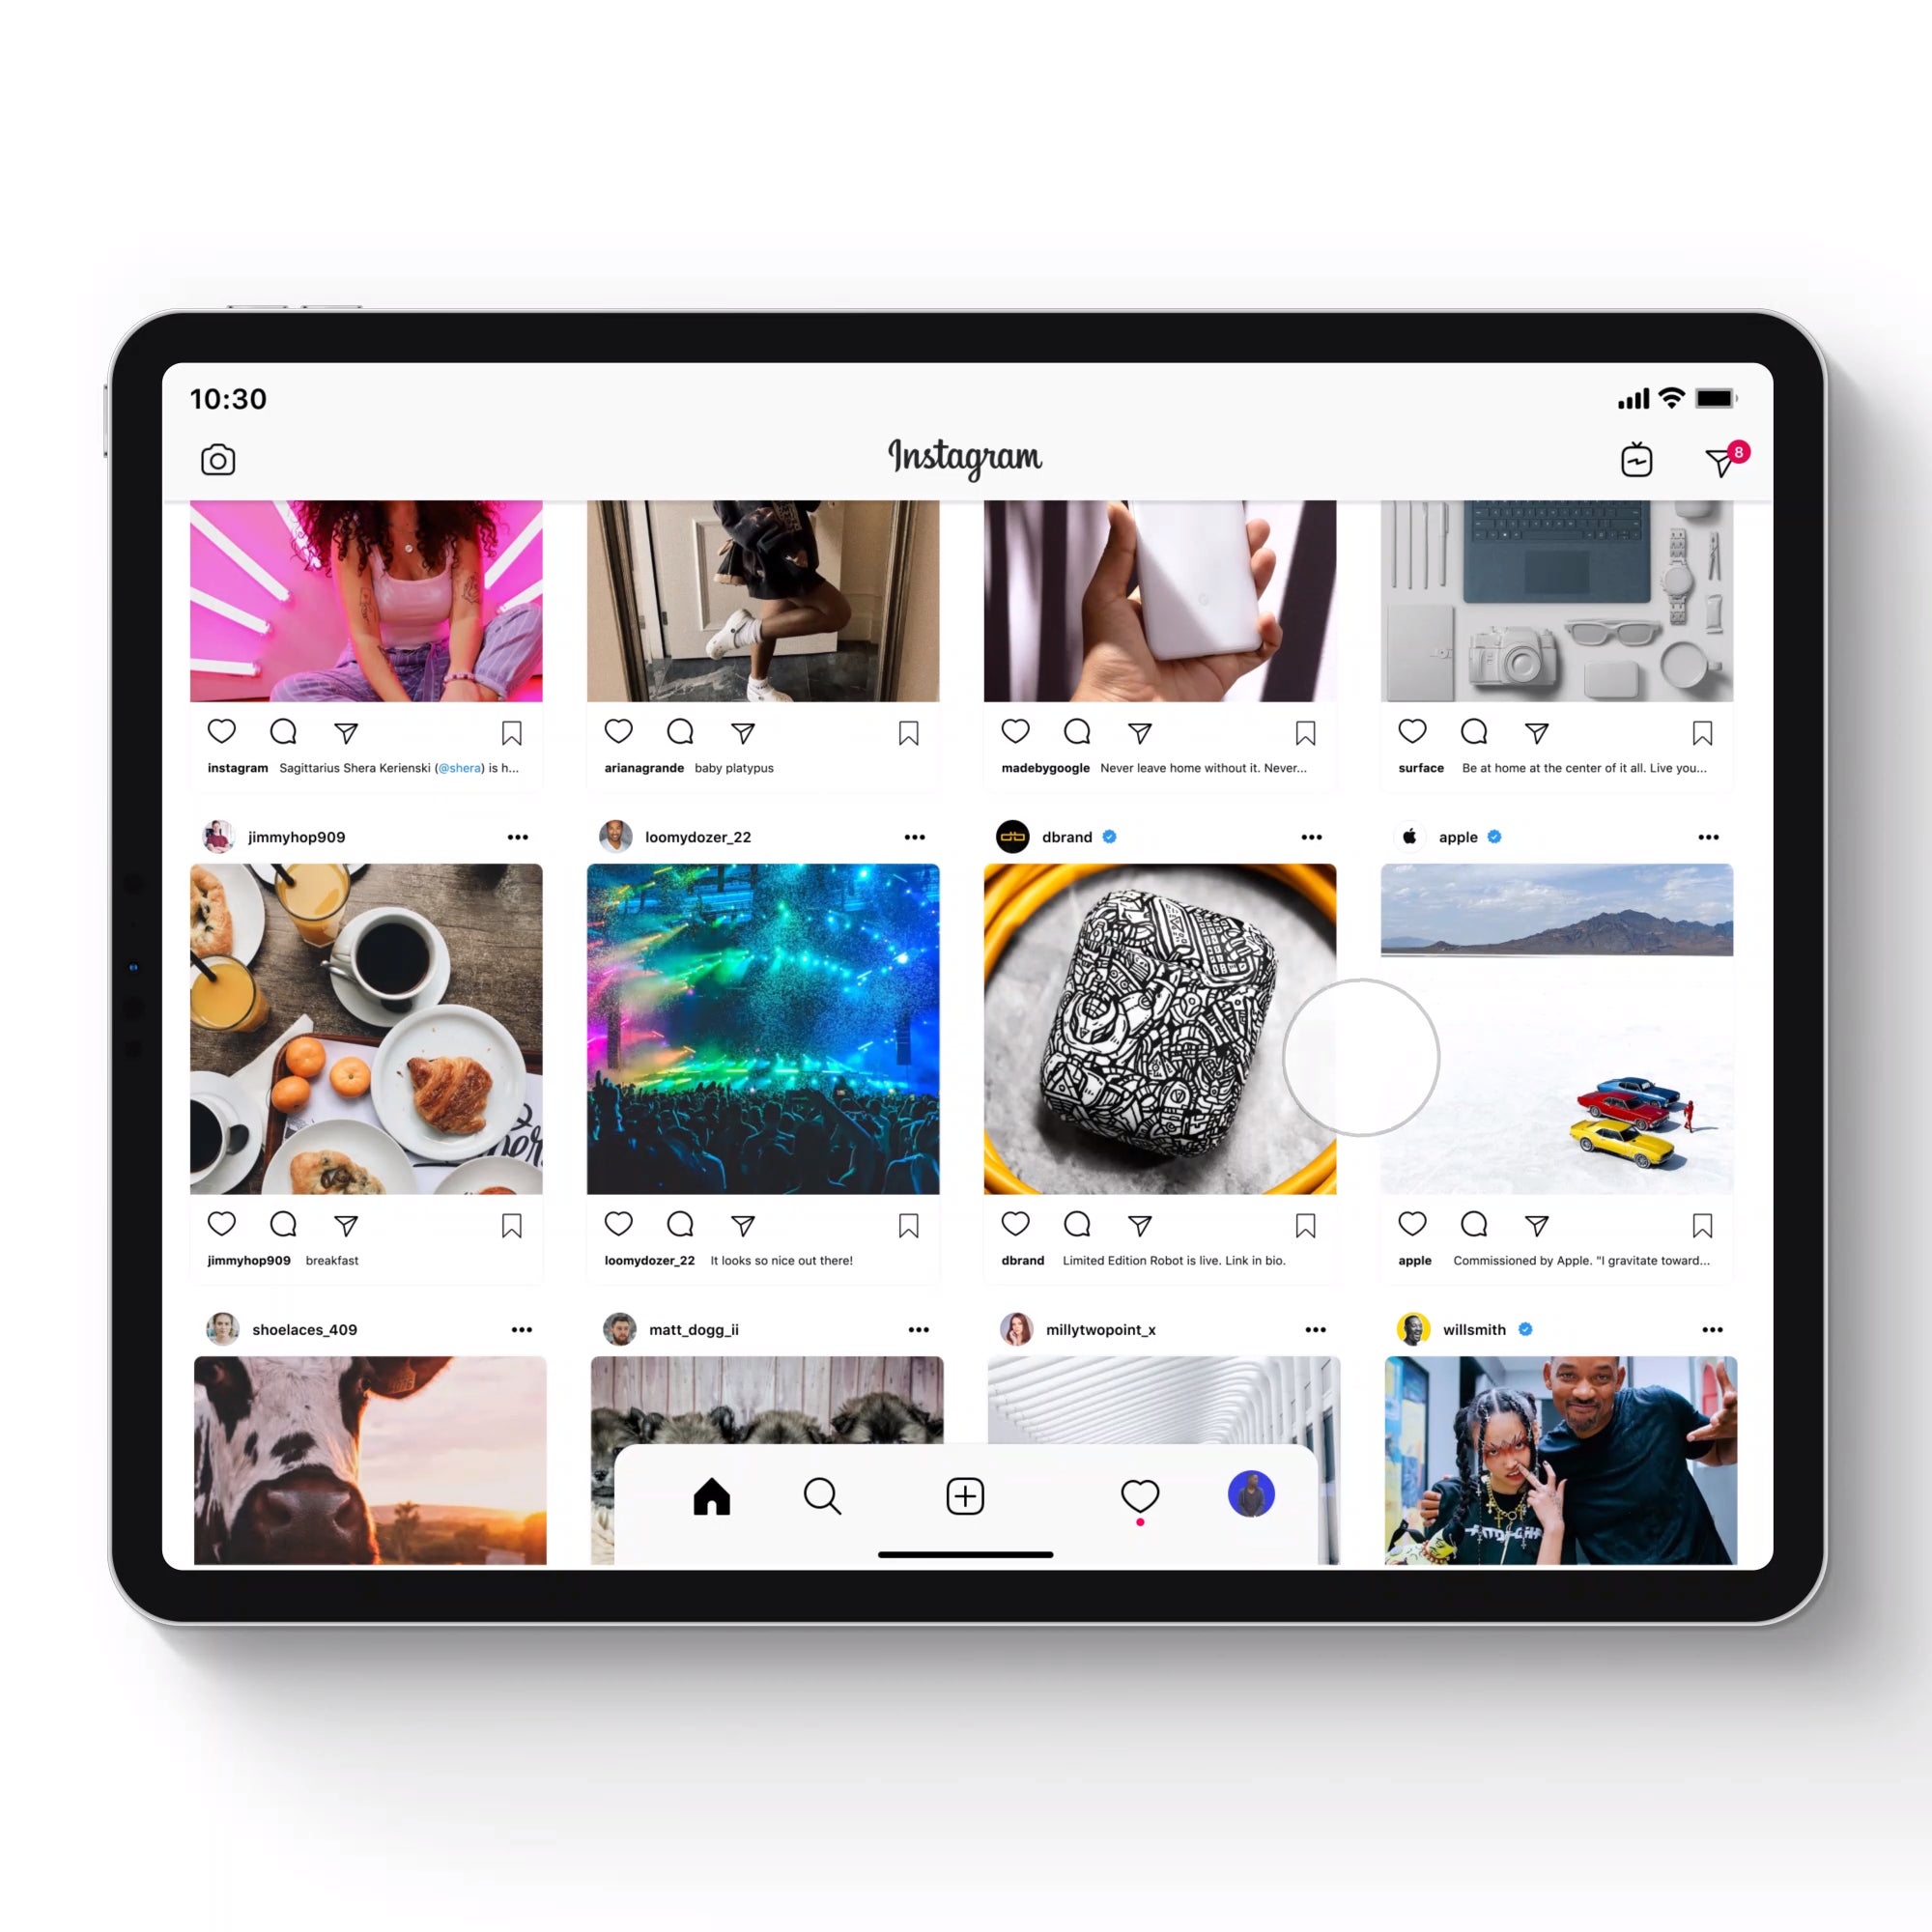 10:30
Instagram
8
instagram Sagittarius Shera Kerienski (@shera) is h...
arianagrande baby platypus
madebygoogle Never leave home without it. Never...
surface Be at home at the center of it all. Live you...
jimmyhop909
loomydozer_22
dbrand
apple
jimmyhop909 breakfast
loomydozer_22 It looks so nice out there!
dbrand Limited Edition Robot is live. Link in bio.
apple Commissioned by Apple. "I gravitate toward...
shoelaces_409
matt_dogg_ii
millytwopoint_x
willsmith